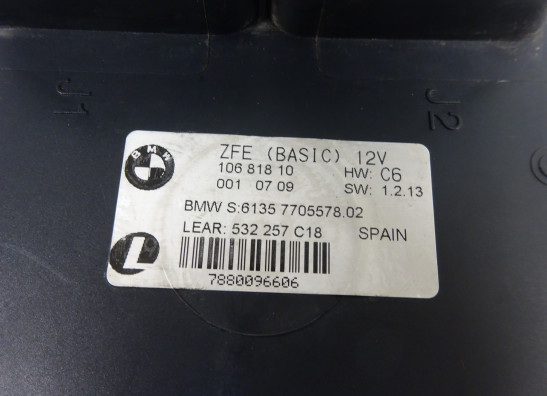 J1
J2
BMW
ZFE (BASIC) 12V
106 818 10 HW: C6
001 07 09 SW: 1.2.13
BMW S:6135 7705578.02
LEAR: 532 257 C18 SPAIN
L
7880096606